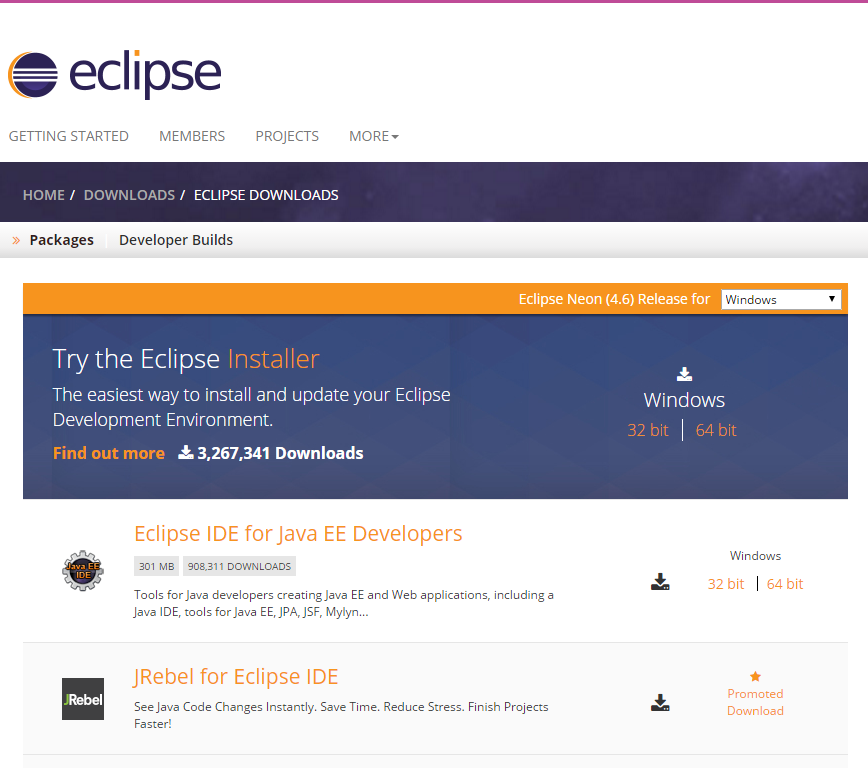 eclipse
GETTING STARTED MEMBERS PROJECTS MORE
HOME / DOWNLOADS / ECLIPSE DOWNLOADS
» Packages Developer Builds
Eclipse Neon (4.6) Release for Windows
Try the Eclipse Installer
The easiest way to install and update your Eclipse
Development Environment.
Find out more 3,267,341 Downloads
Windows
32 bit 64 bit
Java EE
IDE
Eclipse IDE for Java EE Developers
301 MB 908,311 DOWNLOADS
Tools for Java developers creating Java EE and Web applications, including a
Java IDE, tools for Java EE, JPA, JSF, Mylyn...
Windows
32 bit 64 bit
JRebel
JRebel for Eclipse IDE
See Java Code Changes Instantly. Save Time. Reduce Stress. Finish Projects
Faster!
Promoted
Download